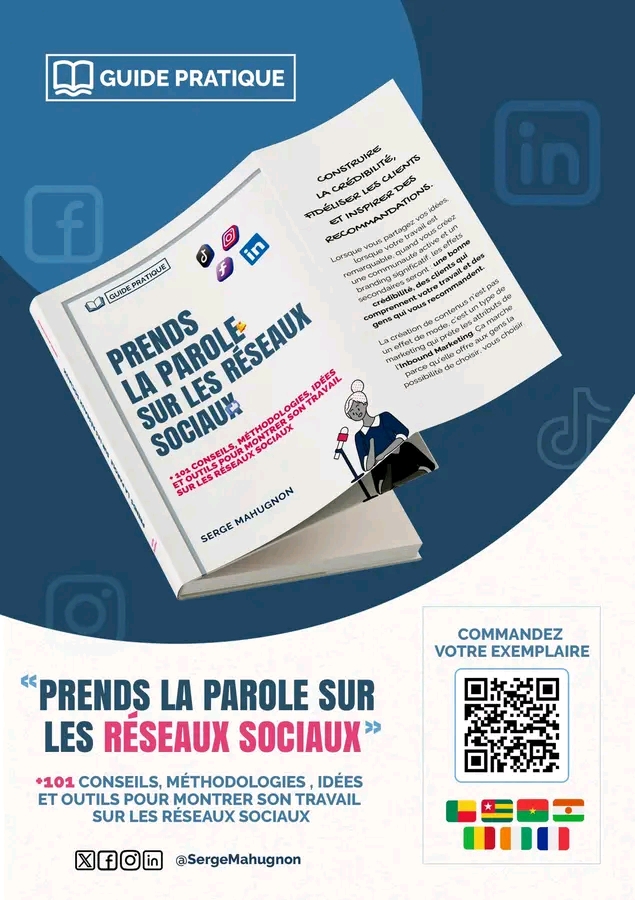 GUIDE PRATIQUE
CONSTRUIRE
LA CRÉDIBILITÉ,
FIDÉLISER LES CLIENTS
ET INSPIRER DES
RECOMMANDATIONS.
Lorsque vous partagez vos idées,
lorsque votre travail est
remarquable, quand vous créez
une communauté active et un
branding significatif, les effets
secondaires seront : une bonne
crédibilité, des clients qui
comprennent votre travail et des
gens qui vous recommandent.
La création de contenus n'est pas
un effet de mode, c'est un type de
marketing qui prête les attributs de
l'Inbound Marketing. Ça marche
parce qu'elle offre aux gens la
possibilité de choisir, vous choisir
GUIDE PRATIQUE
PRENDS
LA PAROLE
SUR LES RÉSEAUX
SOCIAUX
+ 101 CONSEILS, MÉTHODOLOGIES, IDÉES
ET OUTILS POUR MONTRER SON TRAVAIL
SUR LES RÉSEAUX SOCIAUX
SERGE MAHUGNON
«PRENDS LA PAROLE SUR
LES RÉSEAUX SOCIAUX»
+101 CONSEILS, MÉTHODOLOGIES , IDÉES
ET OUTILS POUR MONTRER SON TRAVAIL
SUR LES RÉSEAUX SOCIAUX
@SergeMahugnon
COMMANDEZ
VOTRE EXEMPLAIRE